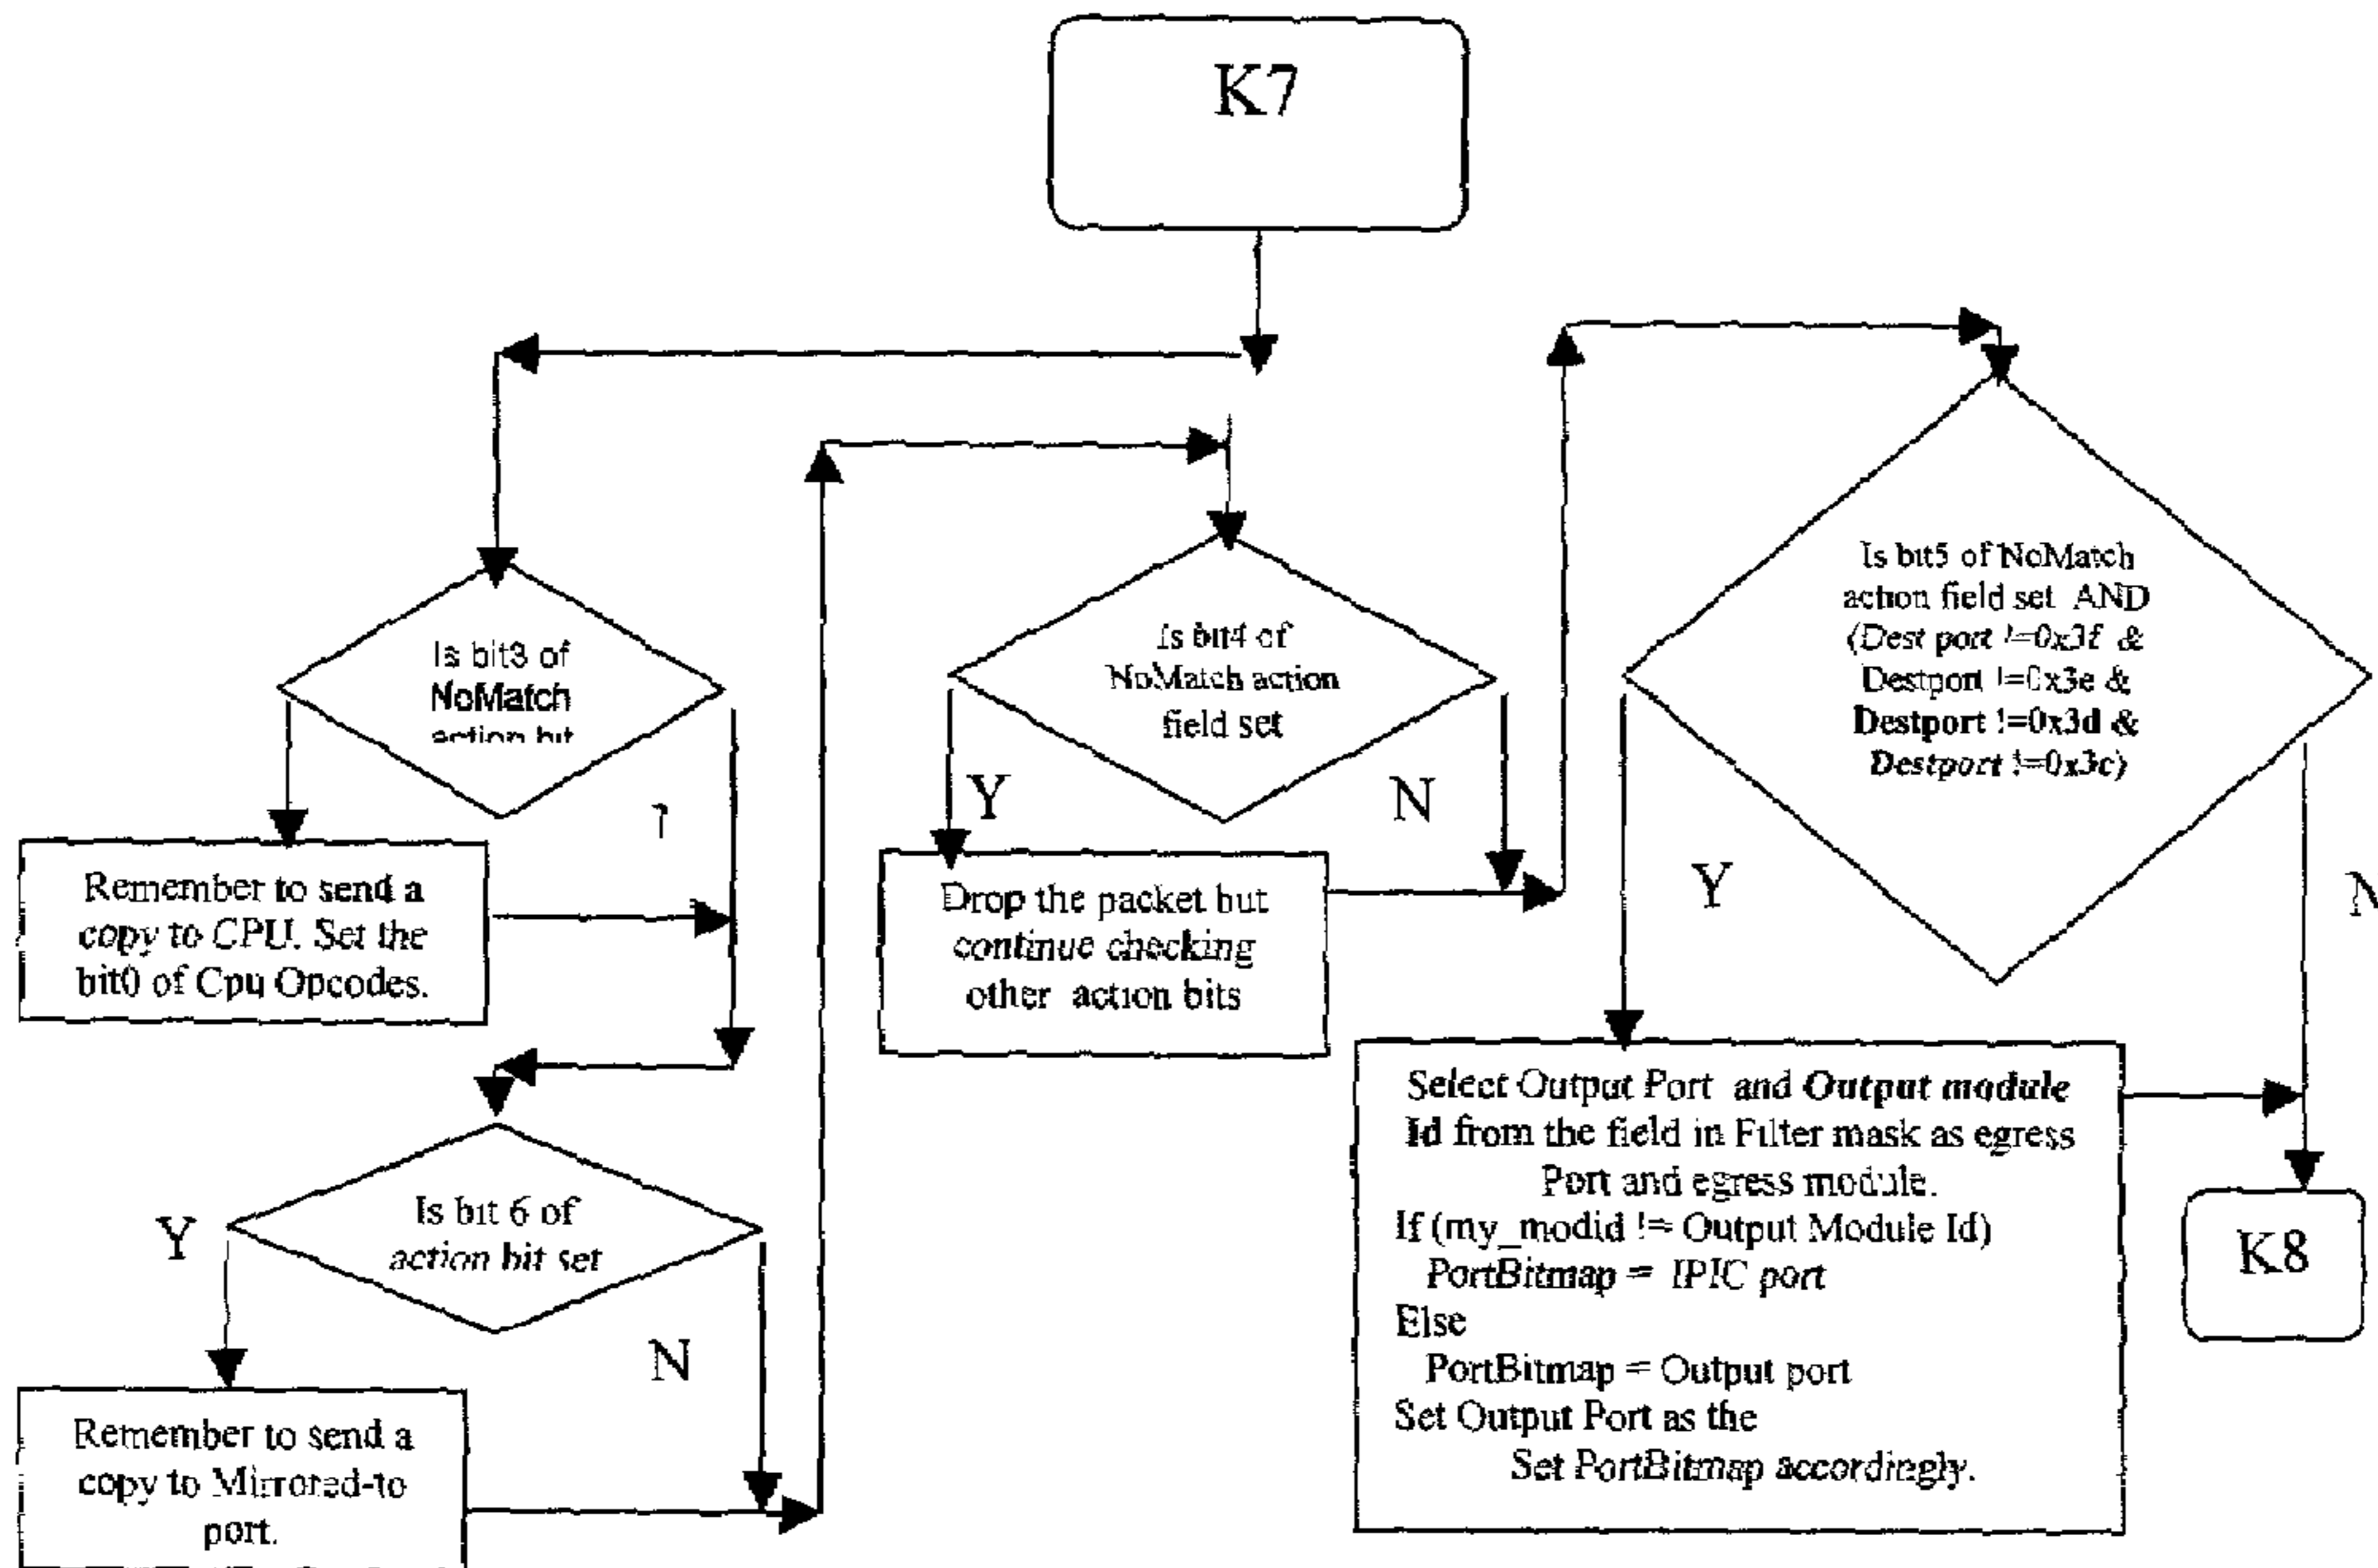 K7
Is bit3 of
NoMatch
action bit
Remember to send a
copy to CPU. Set the
bit0 of Cpu Opcodes.
Is bit 6 of
action bit set
Y
N
Remember to send a
copy to Mirrored-to
port.
Is bit4 of
NoMatch action
field set
Y
N
Drop the packet but
continue checking
other action bits
Is bit5 of NoMatch
action field set AND
(Dest port !=0x3f &
Destport !=0x3e &
Destport !=0x3d &
Destport !=0x3c)
Y
N
Select Output Port and Output module
Id from the field in Filter mask as egress
Port and egress module.
If (my_modid != Output Module Id)
PortBitmap = IPIC port
Else
PortBitmap = Output port
Set Output Port as the
Set PortBitmap accordingly.
K8